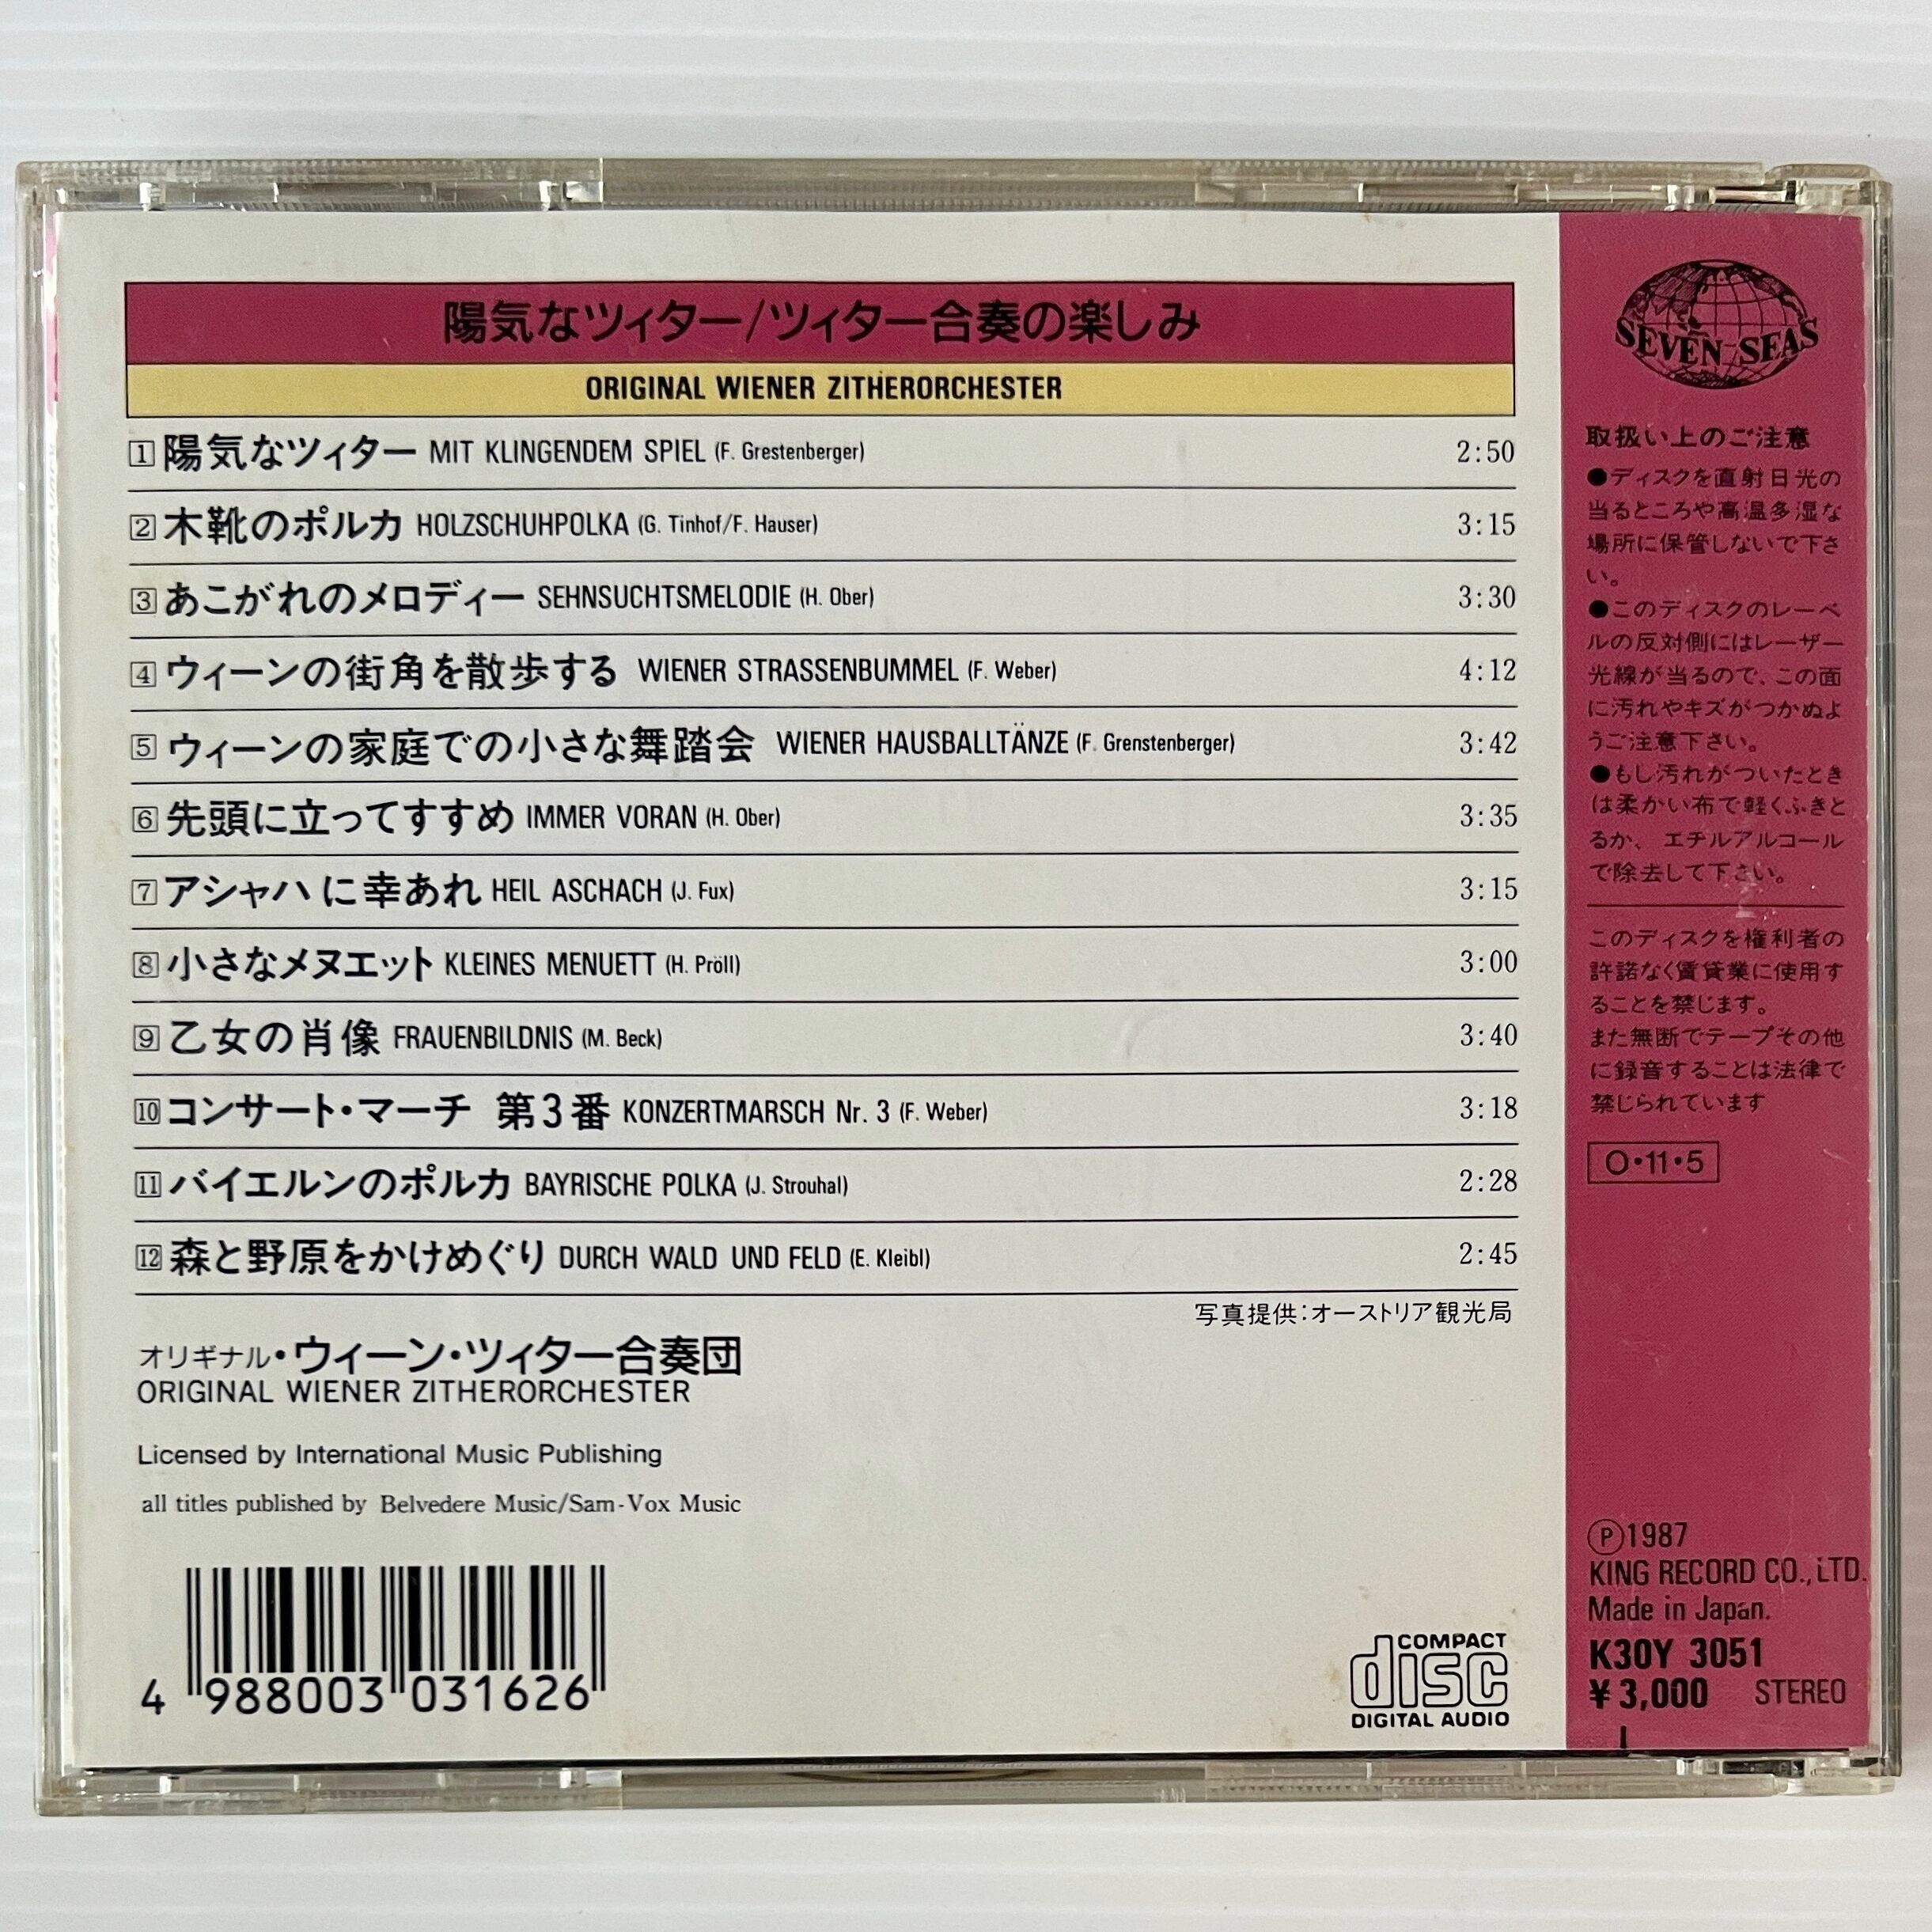 陽気なツィター/ツィター合奏の楽しみ
ORIGINAL WIENER ZITHERORCHESTER
1 陽気なツィター MIT KLINGENDEM SPIEL (F. Grestenberger) 2:50
2 木靴のポルカ HOLZSCHUHPOLKA (G. Tinhof/F. Hauser) 3:15
3 あこがれのメロディー SEHNSUCHTSMELODIE (H. Ober) 3:30
4 ウィーンの街角を散歩する WIENER STRASSENBUMMEL (F. Weber) 4:12
5 ウィーンの家庭での小さな舞踏会 WIENER HAUSBALLTÄNZE (F. Grenstenberger) 3:42
6 先頭に立ってすすめ IMMER VORAN (H. Ober) 3:35
7 アシャハに幸あれ HEIL ASCHACH (J. Fux) 3:15
8 小さなメヌエット KLEINES MENUETT (H. Pröll) 3:00
9 乙女の肖像 FRAUENBILDNIS (M. Beck) 3:40
10 コンサート・マーチ 第3番 KONZERTMARSCH Nr. 3 (F. Weber) 3:18
11 バイエルンのポルカ BAYRISCHE POLKA (J. Strouhal) 2:28
12 森と野原をかけめぐり DURCH WALD UND FELD (E. Kleibl) 2:45
写真提供:オーストリア観光局
オリギナル・ウィーン・ツィター合奏団
ORIGINAL WIENER ZITHERORCHESTER
Licensed by International Music Publishing
all titles published by Belvedere Music/Sam-Vox Music
4 988003 031626
COMPACT
disc
DIGITAL AUDIO
SEVEN SEAS
取扱い上のご注意
●ディスクを直射日光の
当るところや高温多湿な
場所に保管しないで下さ
い。
●このディスクのレーベ
ルの反対側にはレーザー
光線が当るので、この面
に汚れやキズがつかぬよ
うご注意下さい。
●もし汚れがついたとき
は柔かい布で軽くふきと
るか、エチルアルコール
で除去して下さい。
このディスクを権利者の
許諾なく賃貸業に使用す
ることを禁じます。
また無断でテープその他
に録音することは法律で
禁じられています
O・11・5
Ⓟ1987
KING RECORD CO., LTD.
Made in Japan.
K30Y 3051
¥3,000 STEREO